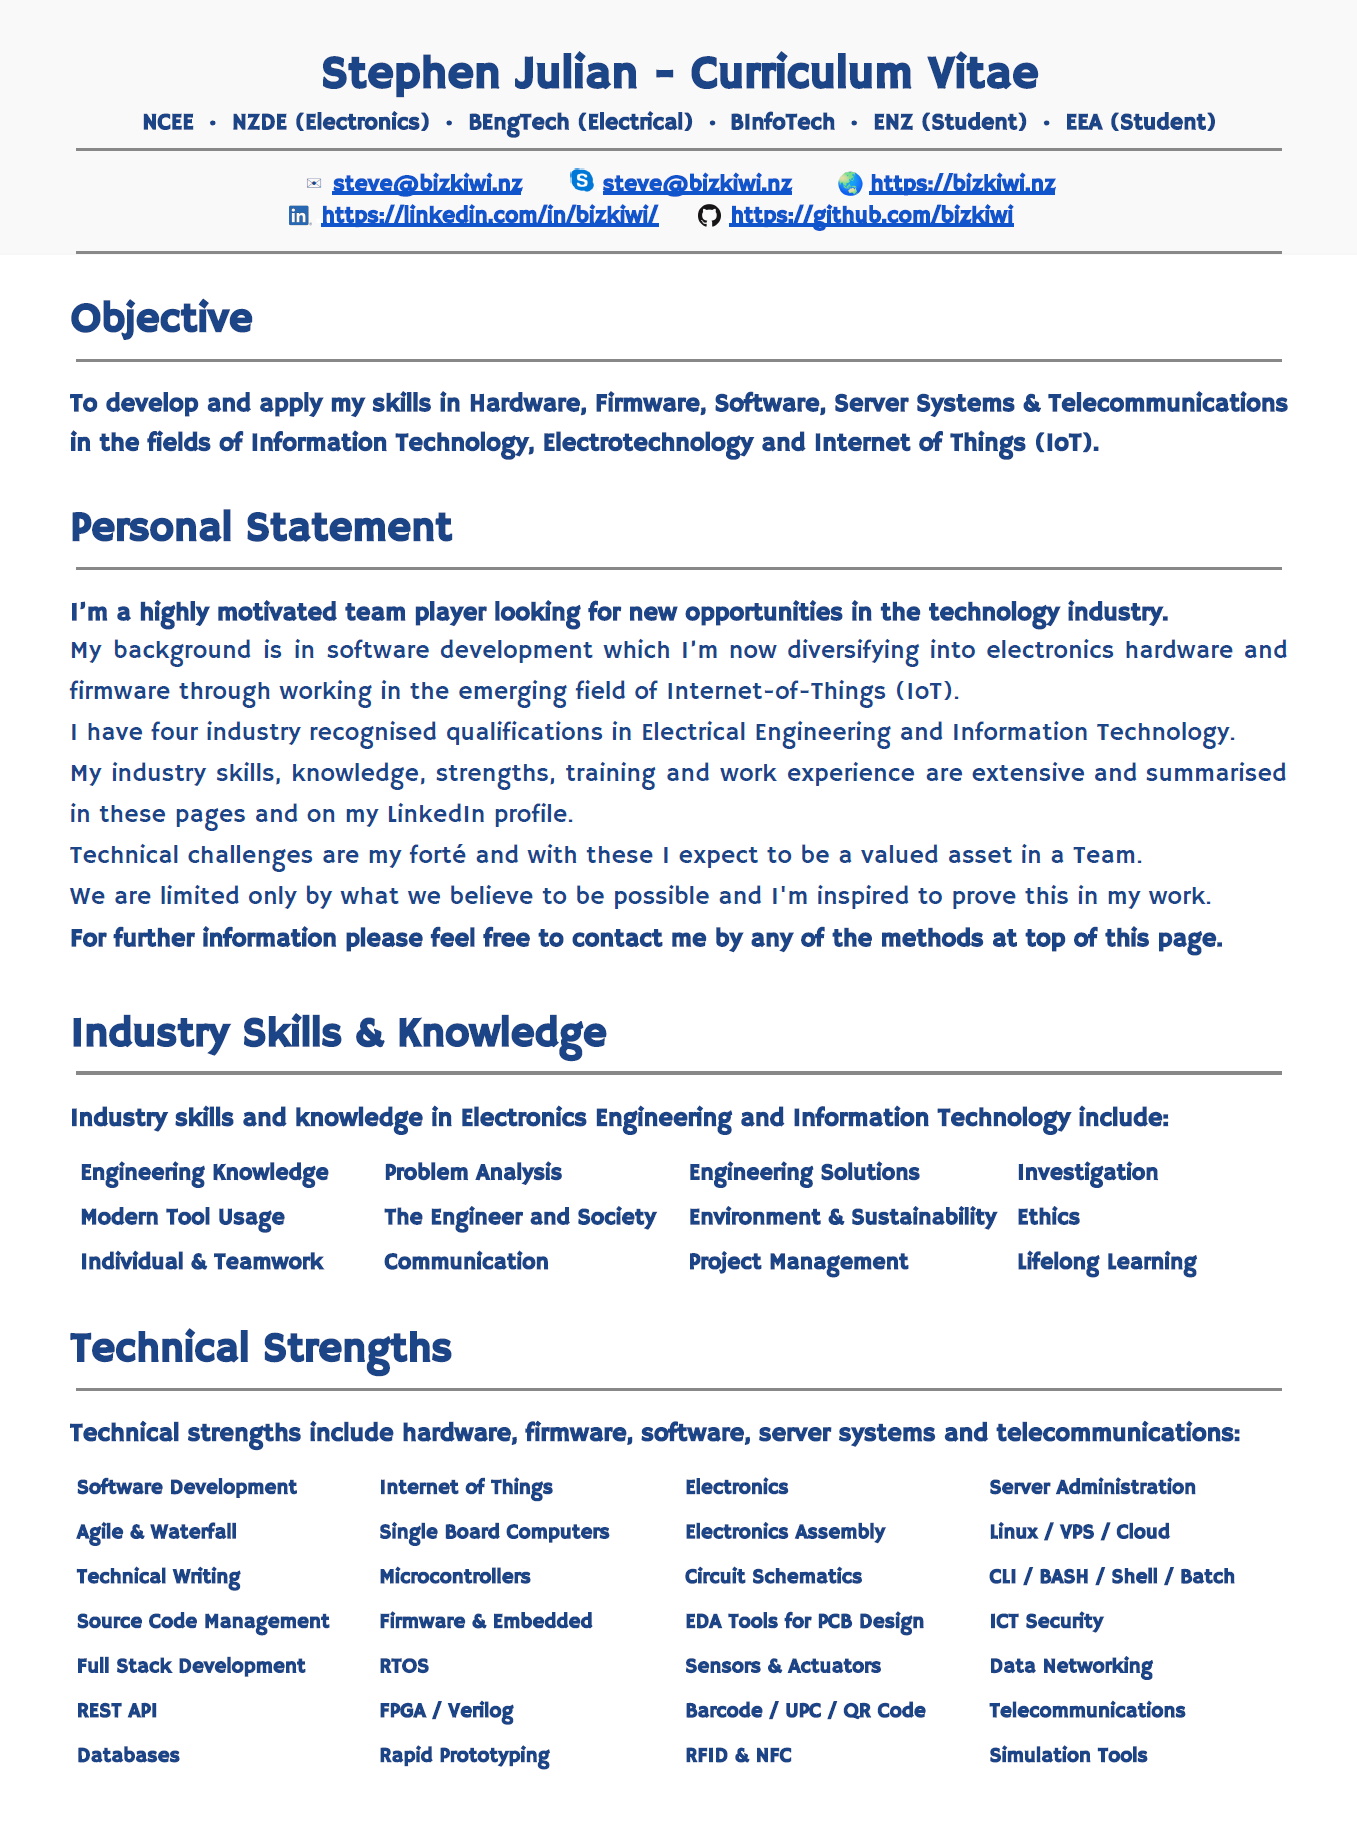 Stephen Julian - Curriculum Vitae
NCEE • NZDE (Electronics) • BEngTech (Electrical) • BInfoTech • ENZ (Student) • EEA (Student)
steve@bizkiwi.nz steve@bizkiwi.nz https://bizkiwi.nz
https://linkedin.com/in/bizkiwi/ https://github.com/bizkiwi
Objective
To develop and apply my skills in Hardware, Firmware, Software, Server Systems & Telecommunications
in the fields of Information Technology, Electrotechnology and Internet of Things (IoT).
Personal Statement
I’m a highly motivated team player looking for new opportunities in the technology industry.
My background is in software development which I'm now diversifying into electronics hardware and
firmware through working in the emerging field of Internet-of-Things (IoT).
I have four industry recognised qualifications in Electrical Engineering and Information Technology.
My industry skills, knowledge, strengths, training and work experience are extensive and summarised
in these pages and on my LinkedIn profile.
Technical challenges are my forté and with these I expect to be a valued asset in a Team.
We are limited only by what we believe to be possible and I'm inspired to prove this in my work.
For further information please feel free to contact me by any of the methods at top of this page.
Industry Skills & Knowledge
Industry skills and knowledge in Electronics Engineering and Information Technology include:
Engineering Knowledge Problem Analysis Engineering Solutions Investigation
Modern Tool Usage The Engineer and Society Environment & Sustainability Ethics
Individual & Teamwork Communication Project Management Lifelong Learning
Technical Strengths
Technical strengths include hardware, firmware, software, server systems and telecommunications:
Software Development Internet of Things Electronics Server Administration
Agile & Waterfall Single Board Computers Electronics Assembly Linux / VPS / Cloud
Technical Writing Microcontrollers Circuit Schematics CLI / BASH / Shell / Batch
Source Code Management Firmware & Embedded EDA Tools for PCB Design ICT Security
Full Stack Development RTOS Sensors & Actuators Data Networking
REST API FPGA / Verilog Barcode / UPC / QR Code Telecommunications
Databases Rapid Prototyping RFID & NFC Simulation Tools